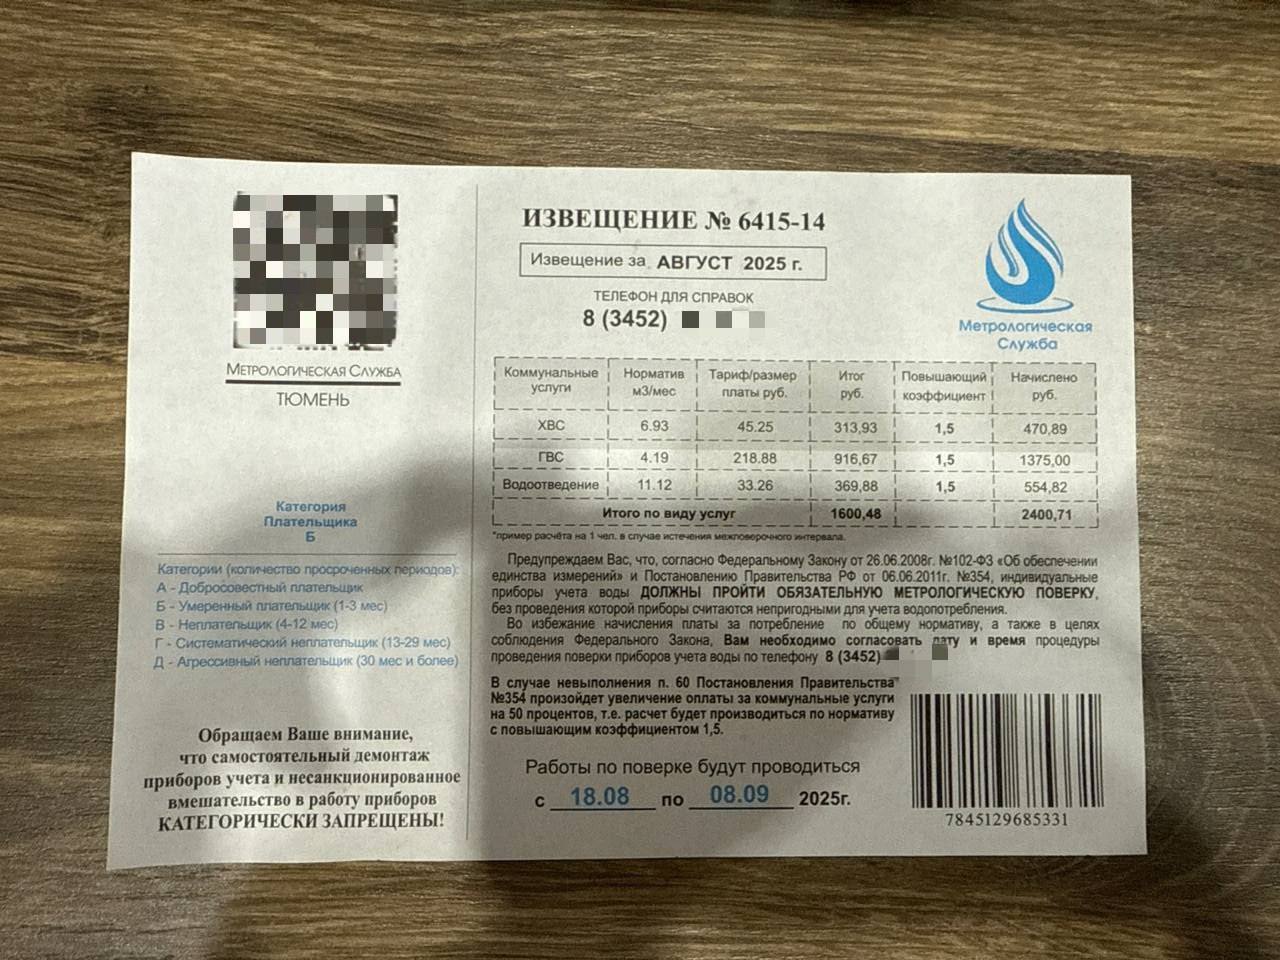 МЕТРОЛОГИЧЕСКАЯ СЛУЖБА
ТЮМЕНЬ
Категория
Плательщика
Б
Категории (количество просроченных периодов):
А - Добросовестный плательщик
Б - Умеренный плательщик (1-3 мес)
В - Неплательщик (4-12 мес)
Г - Систематический неплательщик (13-29 мес)
Д - Агрессивный неплательщик (30 мес и более)
Обращаем Ваше внимание,
что самостоятельный демонтаж
приборов учета и несанкционированное
вмешательство в работу приборов
КАТЕГОРИЧЕСКИ ЗАПРЕЩЕНЫ!
ИЗВЕЩЕНИЕ № 6415-14
Извещение за АВГУСТ 2025 г.
ТЕЛЕФОН ДЛЯ СПРАВОК
8 (3452)
Метрологическая
Служба
Коммунальные услуги Норматив м3/мес Тариф/размер платы руб. Итог руб. Повышающий коэффициент Начислено руб.
ХВС 6.93 45.25 313,93 1,5 470,89
ГВС 4.19 218.88 916,67 1,5 1375,00
Водоотведение 11.12 33.26 369,88 1,5 554,82
Итого по виду услуг 1600,48 2400,71
*пример расчёта на 1 чел. в случае истечения межповерочного интервала.
Предупреждаем Вас, что, согласно Федеральному Закону от 26.06.2008г. №102-ФЗ «Об обеспечении
единства измерений» и Постановлению Правительства РФ от 06.06.2011г. №354, индивидуальные
приборы учета воды ДОЛЖНЫ ПРОЙТИ ОБЯЗАТЕЛЬНУЮ МЕТРОЛОГИЧЕСКУЮ ПОВЕРКУ,
без проведения которой приборы считаются непригодными для учета водопотребления.
Во избежание начисления платы за потребление по общему нормативу, а также в целях
соблюдения Федерального Закона, Вам необходимо согласовать дату и время процедуры
проведения поверки приборов учета воды по телефону 8 (3452)
В случае невыполнения п. 60 Постановления Правительства
№354 произойдет увеличение оплаты за коммунальные услуги
на 50 процентов, т.е. расчет будет производиться по нормативу
с повышающим коэффициентом 1,5.
Работы по поверке будут проводиться
с 18.08 по 08.09 2025г.
7845129685331